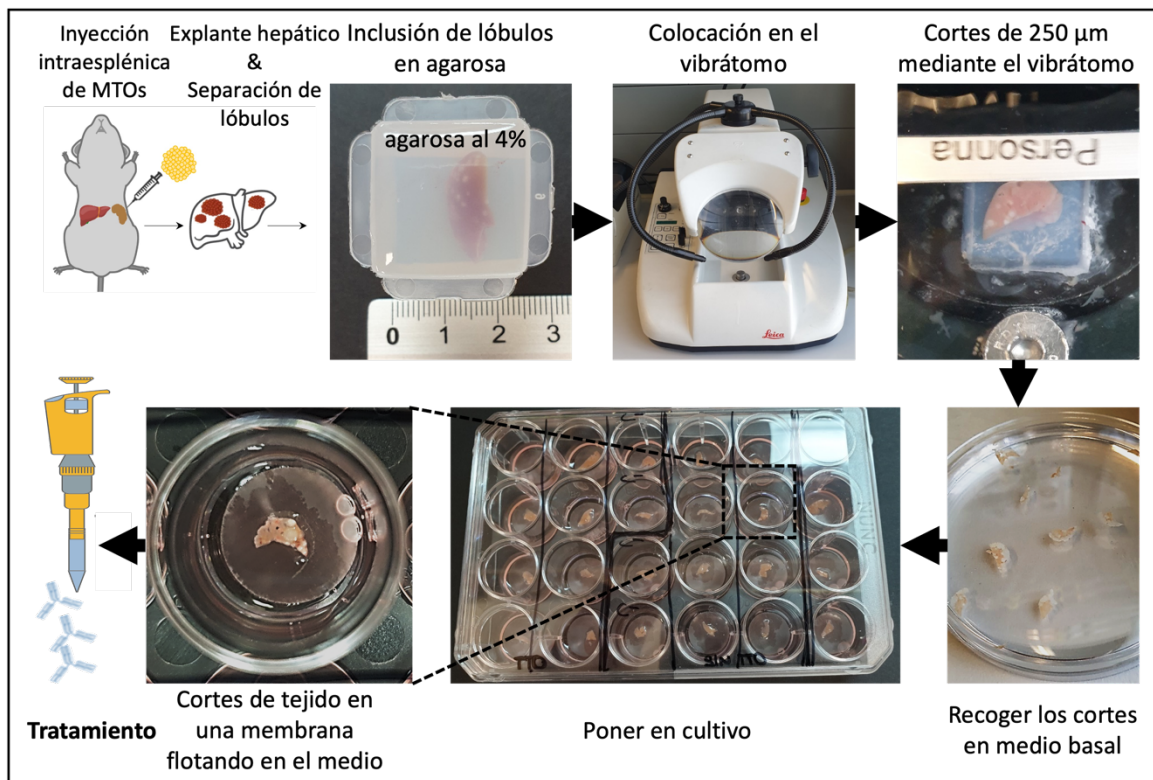 Inyección
intraesplénica
de MTOs
Explante hepático
&
Separación de
lóbulos
Inclusión de lóbulos
en agarosa
agarosa al 4%
0 1 2 3
Colocación en el
vibrátomo
Leica
Cortes de 250 µm
mediante el vibrátomo
Personna
Tratamiento
Cortes de tejido en
una membrana
flotando en el medio
Poner en cultivo
NUNC
TTO
Recoger los cortes
en medio basal